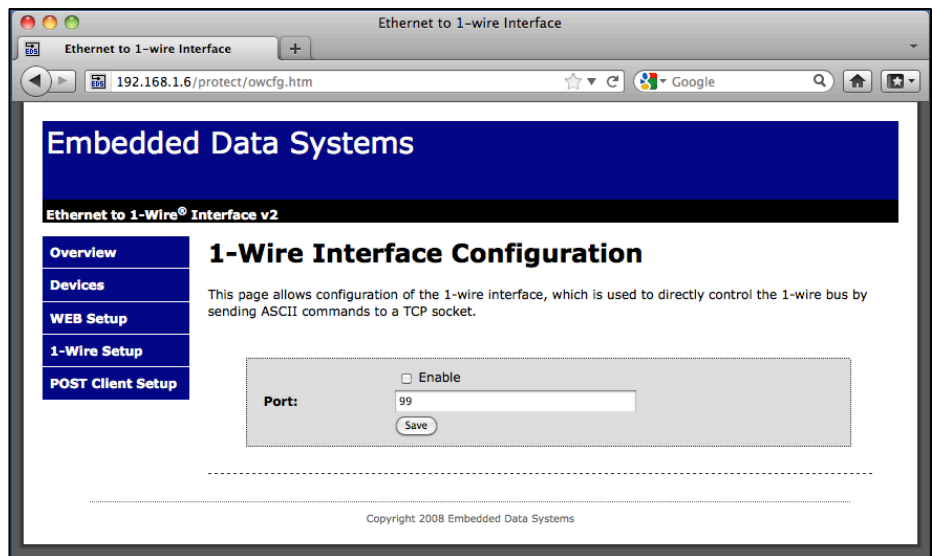 Ethernet to 1-wire Interface
EDS Ethernet to 1-wire Interface +
EDS 192.168.1.6/protect/owcfg.htm Google
Embedded Data Systems
Ethernet to 1-Wire® Interface v2
Overview
Devices
WEB Setup
1-Wire Setup
POST Client Setup
1-Wire Interface Configuration
This page allows configuration of the 1-wire interface, which is used to directly control the 1-wire bus by
sending ASCII commands to a TCP socket.
Enable
Port: 99
Save
Copyright 2008 Embedded Data Systems